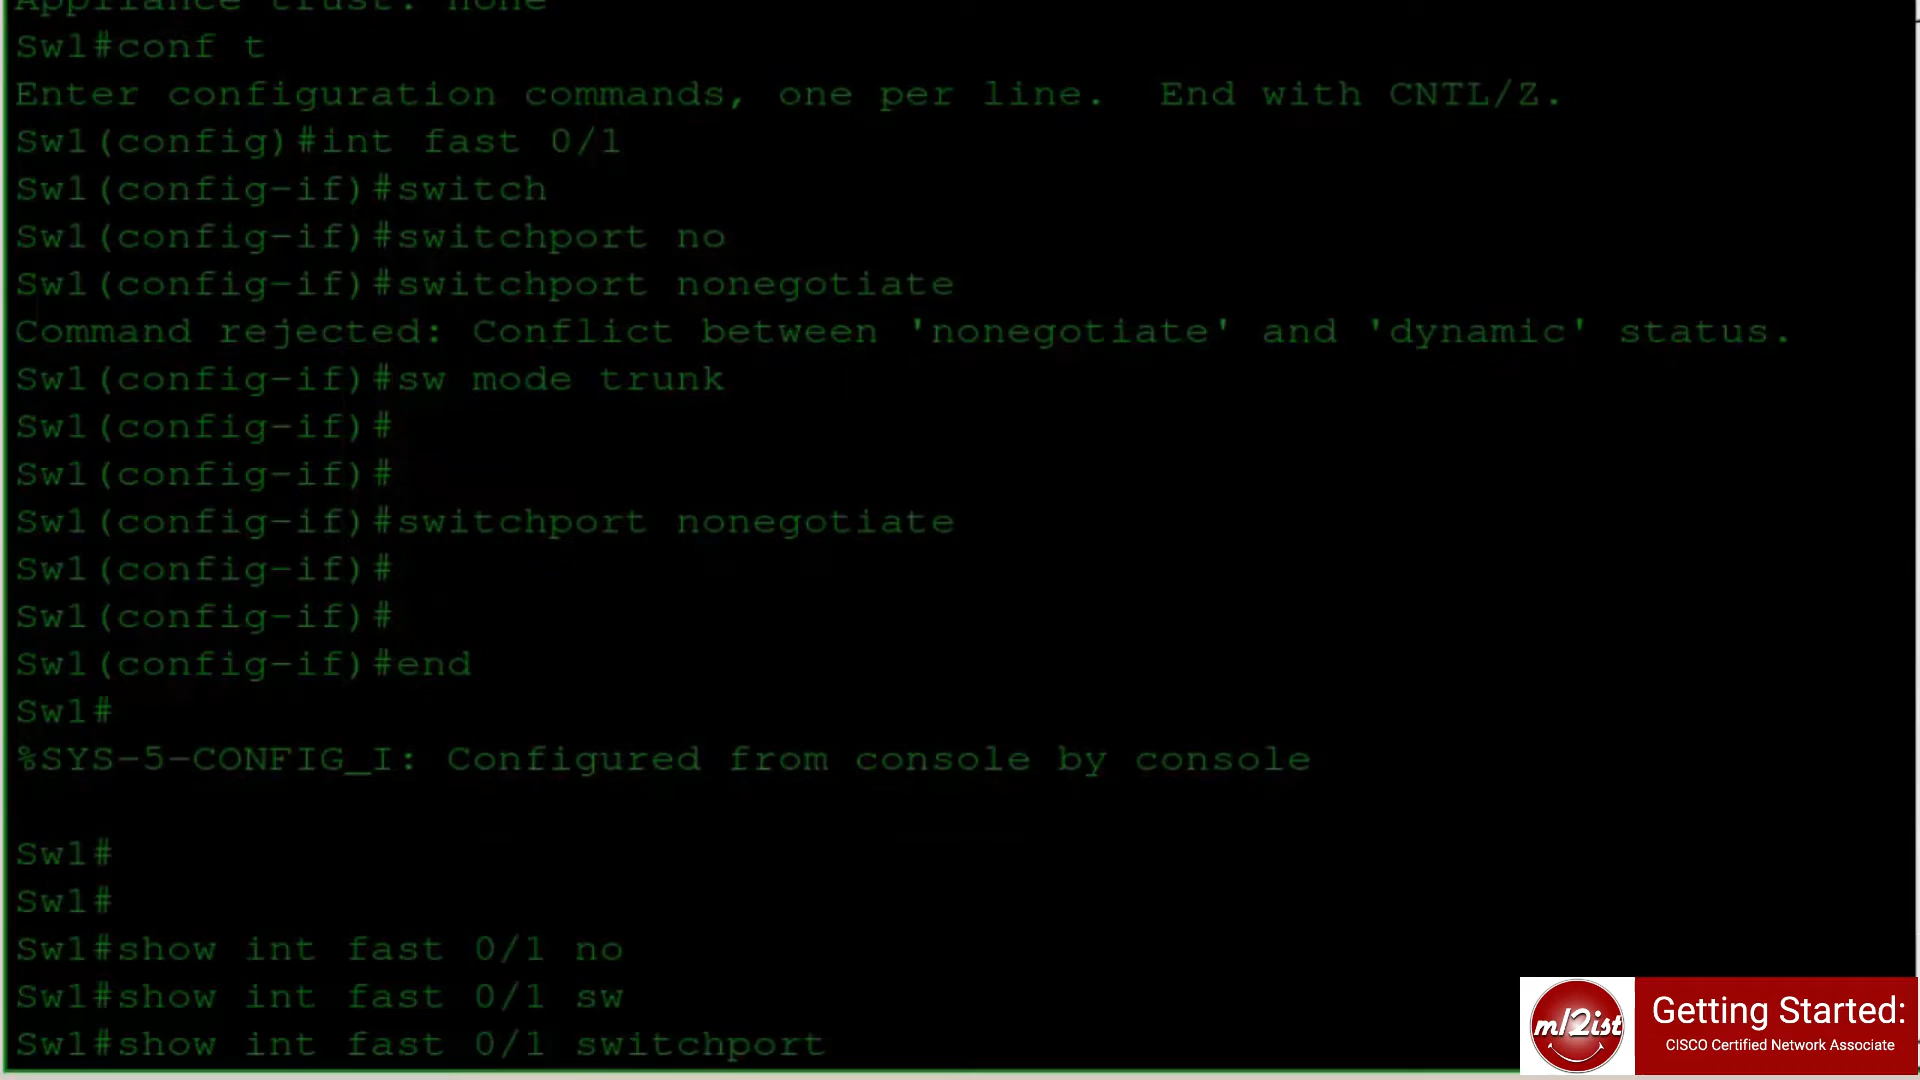 Appliance trust: none
Sw1#conf t
Enter configuration commands, one per line.  End with CNTL/Z.
Sw1(config)#int fast 0/1
Sw1(config-if)#switch
Sw1(config-if)#switchport no
Sw1(config-if)#switchport nonegotiate
Command rejected: Conflict between 'nonegotiate' and 'dynamic' status.
Sw1(config-if)#sw mode trunk
Sw1(config-if)#
Sw1(config-if)#
Sw1(config-if)#switchport nonegotiate
Sw1(config-if)#
Sw1(config-if)#
Sw1(config-if)#end
Sw1#
%SYS-5-CONFIG_I: Configured from console by console
Sw1#
Sw1#
Sw1#show int fast 0/1 no
Sw1#show int fast 0/1 sw
Sw1#show int fast 0/1 switchport
ml2ist
Getting Started:
CISCO Certified Network Associate